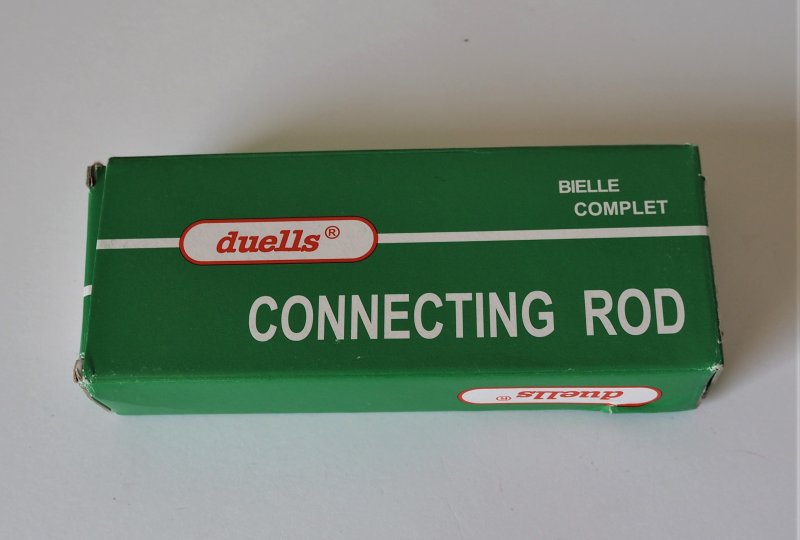 BIELLE
COMPLET
duells®
CONNECTING ROD
duells®